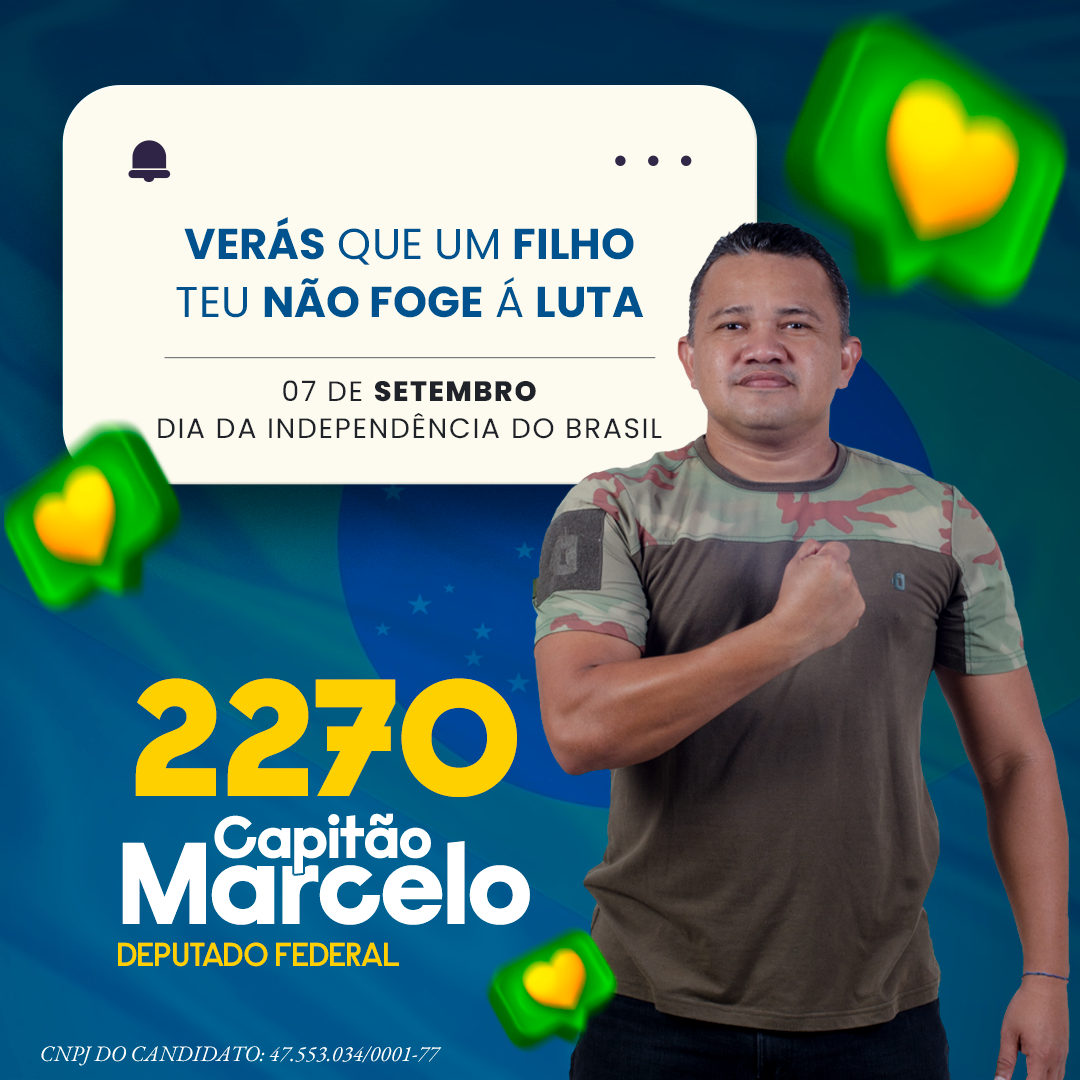 VERÁS QUE UM FILHO
TEU NÃO FOGE Á LUTA
07 DE SETEMBRO
DIA DA INDEPENDÊNCIA DO BRASIL
2270
Capitão
Marcelo
DEPUTADO FEDERAL
CNPJ DO CANDIDATO: 47.553.034/0001-77